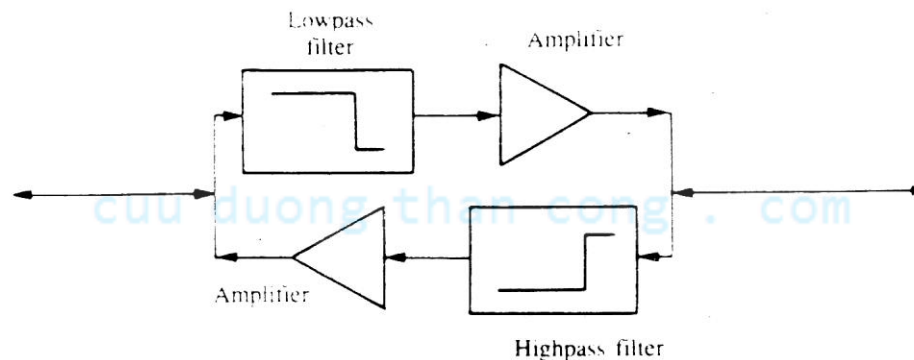 Lowpass
filter
Amplifier
cuu duong than cong . com
Amplifier
Highpass filter